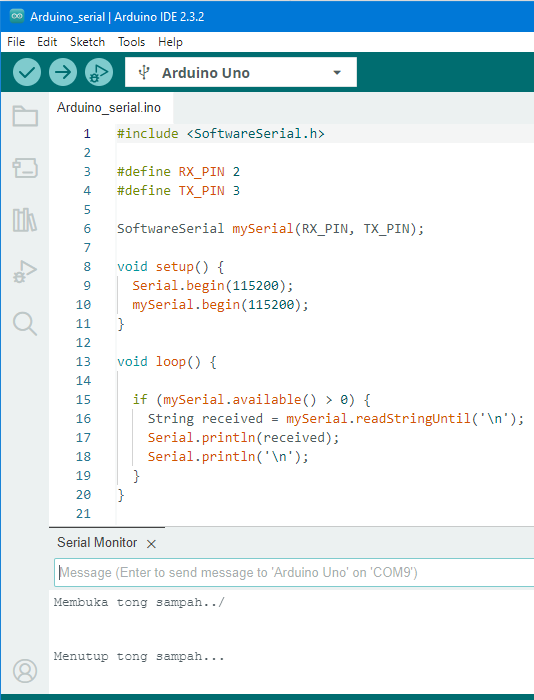 Arduino_serial | Arduino IDE 2.3.2
File Edit Sketch Tools Help
Arduino Uno
Arduino_serial.ino
1 #include <SoftwareSerial.h>
2
3 #define RX_PIN 2
4 #define TX_PIN 3
5
6 SoftwareSerial mySerial(RX_PIN, TX_PIN);
7
8 void setup() {
9 Serial.begin(115200);
10 mySerial.begin(115200);
11 }
12
13 void loop() {
14
15 if (mySerial.available() > 0) {
16 String received = mySerial.readStringUntil('\n');
17 Serial.println(received);
18 Serial.println('\n');
19 }
20 }
21
Serial Monitor
Message (Enter to send message to 'Arduino Uno' on 'COM9')
Membuka tong sampah../
Menutup tong sampah...